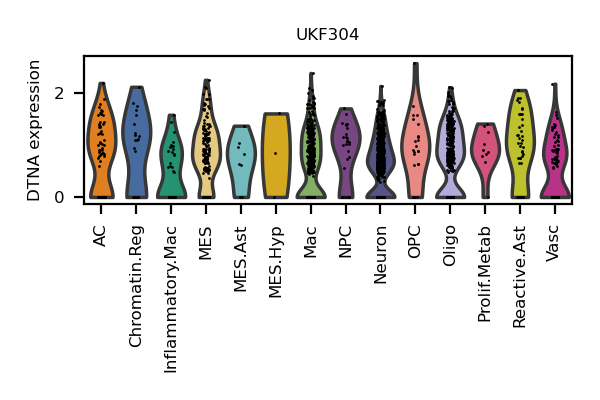 UKF304
DTNA expression
2
0
AC
Chromatin.Reg
Inflammatory.Mac
MES
MES.Ast
MES.Hyp
Mac
NPC
Neuron
OPC
Oligo
Prolif.Metab
Reactive.Ast
Vasc